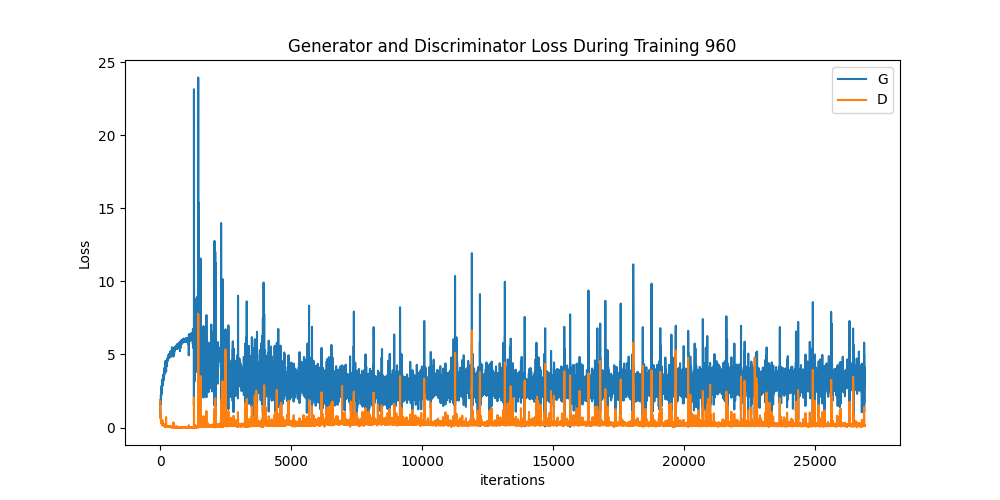 Generator and Discriminator Loss During Training 960
G
D
Loss
25
20
15
10
5
0
0 5000 10000 15000 20000 25000
iterations